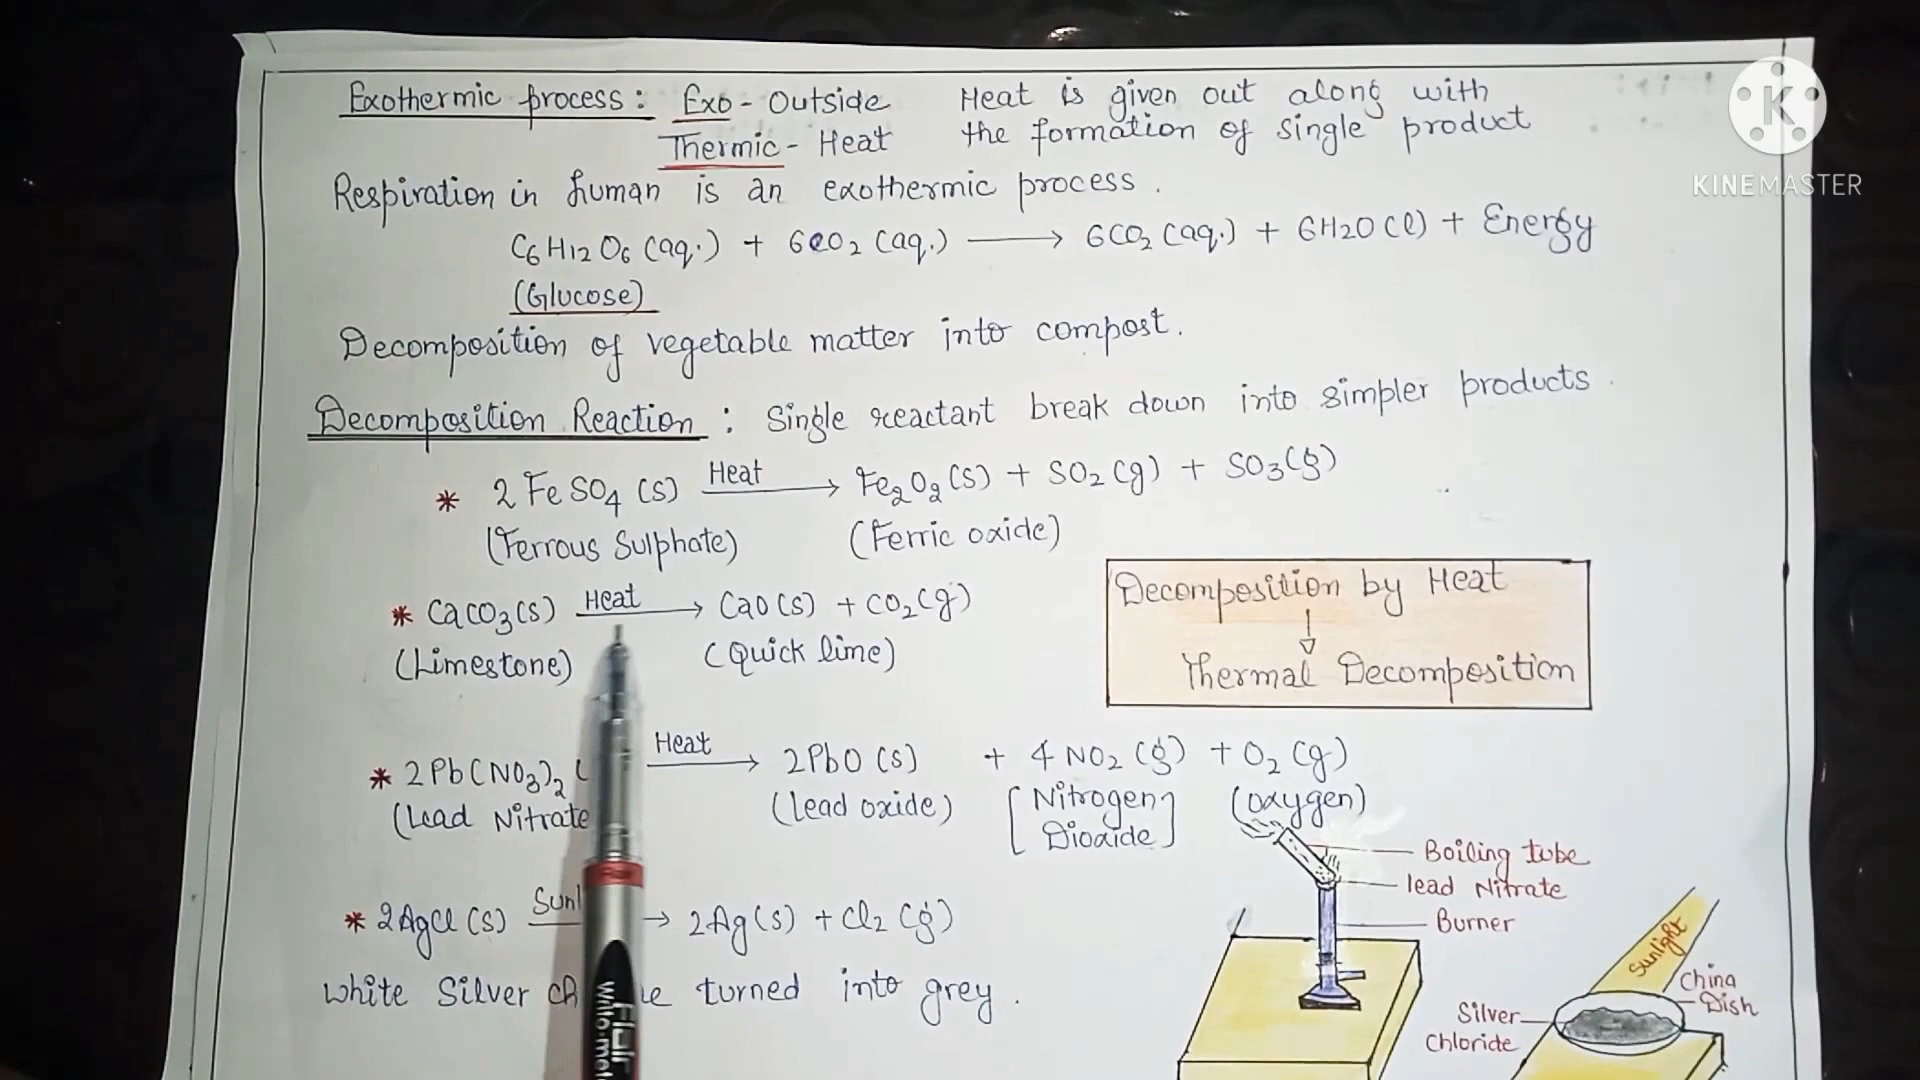 Exothermic process : Exo - Outside Heat is given out along with
Thermic - Heat the formation of single product
Respiration in human is an exothermic process .
C6H12O6 (aq.) + 6CO2 (aq.) → 6CO2 (aq.) + 6H2O (l) + Energy
(Glucose)
Decomposition of vegetable matter into compost .
Decomposition Reaction : Single reactant break down into simpler products .
* 2 FeSO4 (s) Heat → Fe2O2 (s) + SO2 (g) + SO3 (g)
(Ferrous Sulphate) (Ferric oxide)
* CaCO3 (s) Heat → CaO (s) + CO2 (g)
(Limestone) (Quick lime)
Decomposition by Heat
↓
Thermal Decomposition
* 2Pb(NO3)2 ( Heat → 2PbO (s) + 4 NO2 (g) + O2 (g)
(Lead Nitrate (Lead oxide) [Nitrogen Dioxide] (Oxygen)
* 2AgCl (s) → 2Ag (s) + Cl2 (g)
White Silver turned into grey .
Boiling tube
lead Nitrate
Burner
Sunlight
China
Dish
Silver
Chloride
K
KINEMASTER
FLAIR